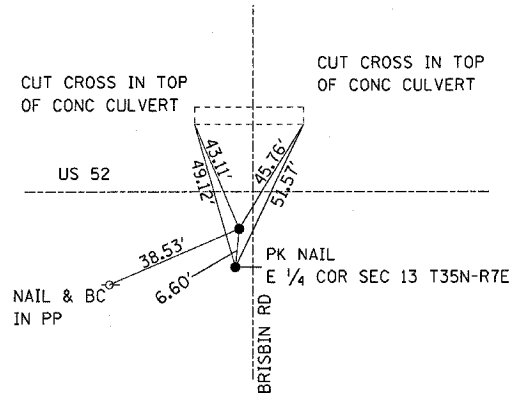 CUT CROSS IN TOP
OF CONC CULVERT
CUT CROSS IN TOP
OF CONC CULVERT
43.11'
49.12'
45.76'
51.57'
US 52
38.53'
6.60'
PK NAIL
E 1/4 COR SEC 13 T35N-R7E
NAIL & BC
IN PP
BRISBIN RD